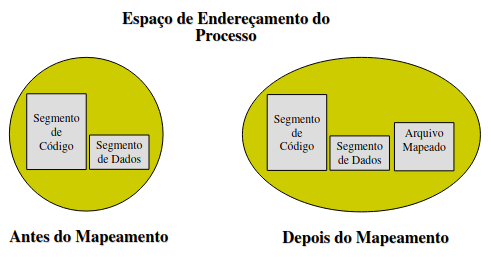 Espaço de Endereçamento do
Processo
Segmento
de
Código
Segmento
de Dados
Segmento
de
Código
Segmento
de Dados
Arquivo
Mapeado
Antes do Mapeamento
Depois do Mapeamento